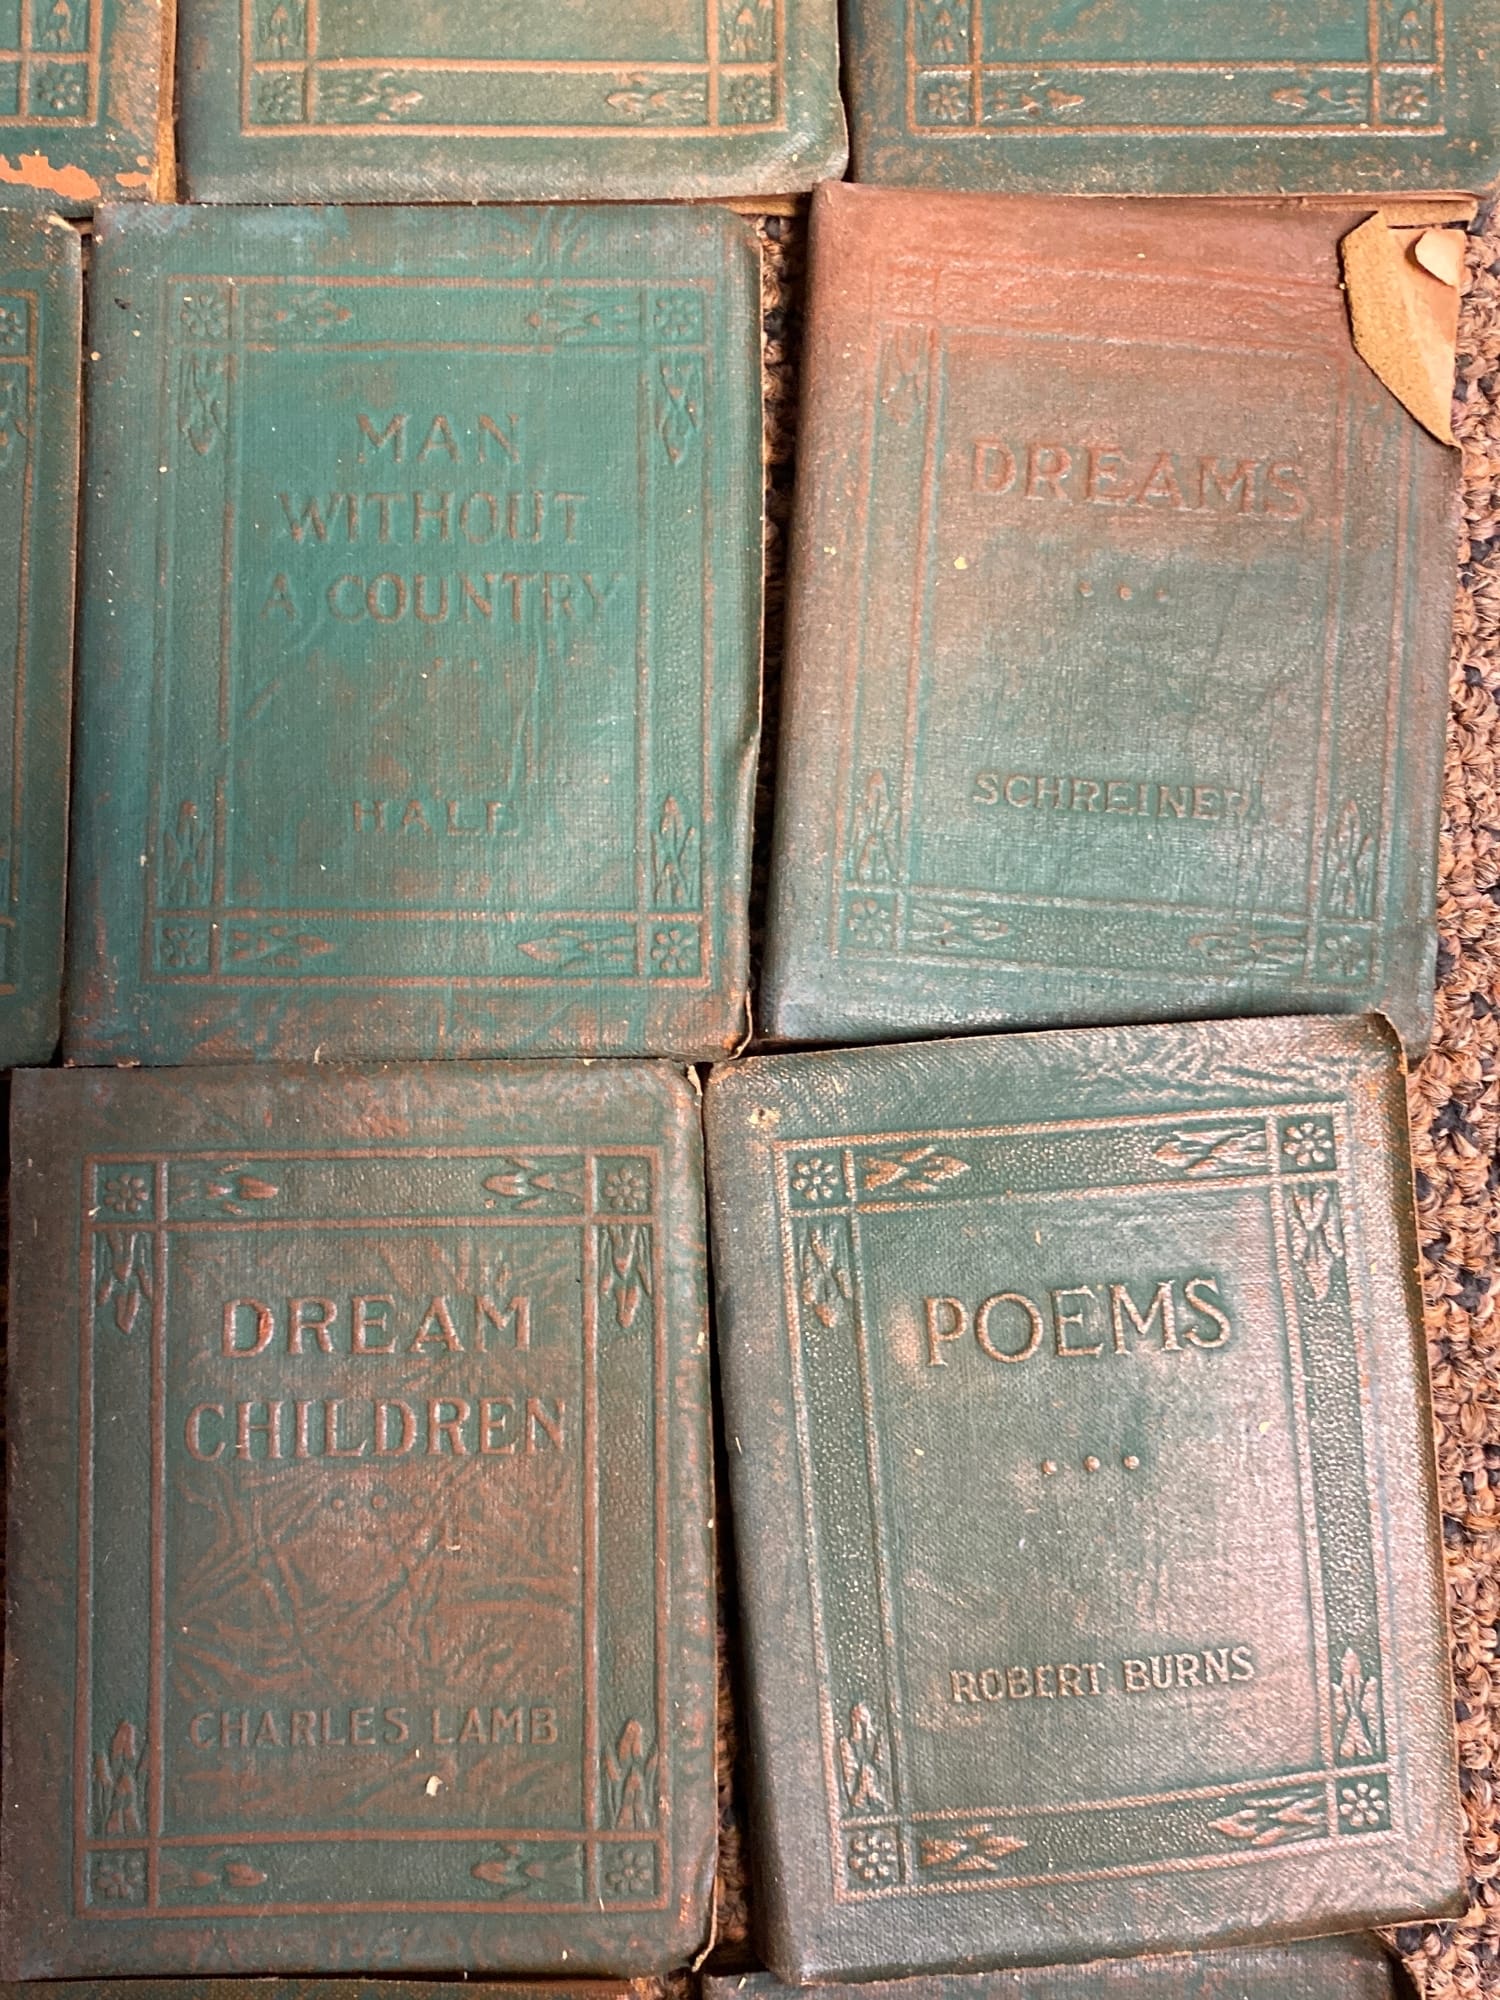 MAN
WITHOUT
A COUNTRY
HALE
DREAMS
. . .
SCHREINER
DREAM
CHILDREN
. . .
CHARLES LAMB
POEMS
. . .
ROBERT BURNS